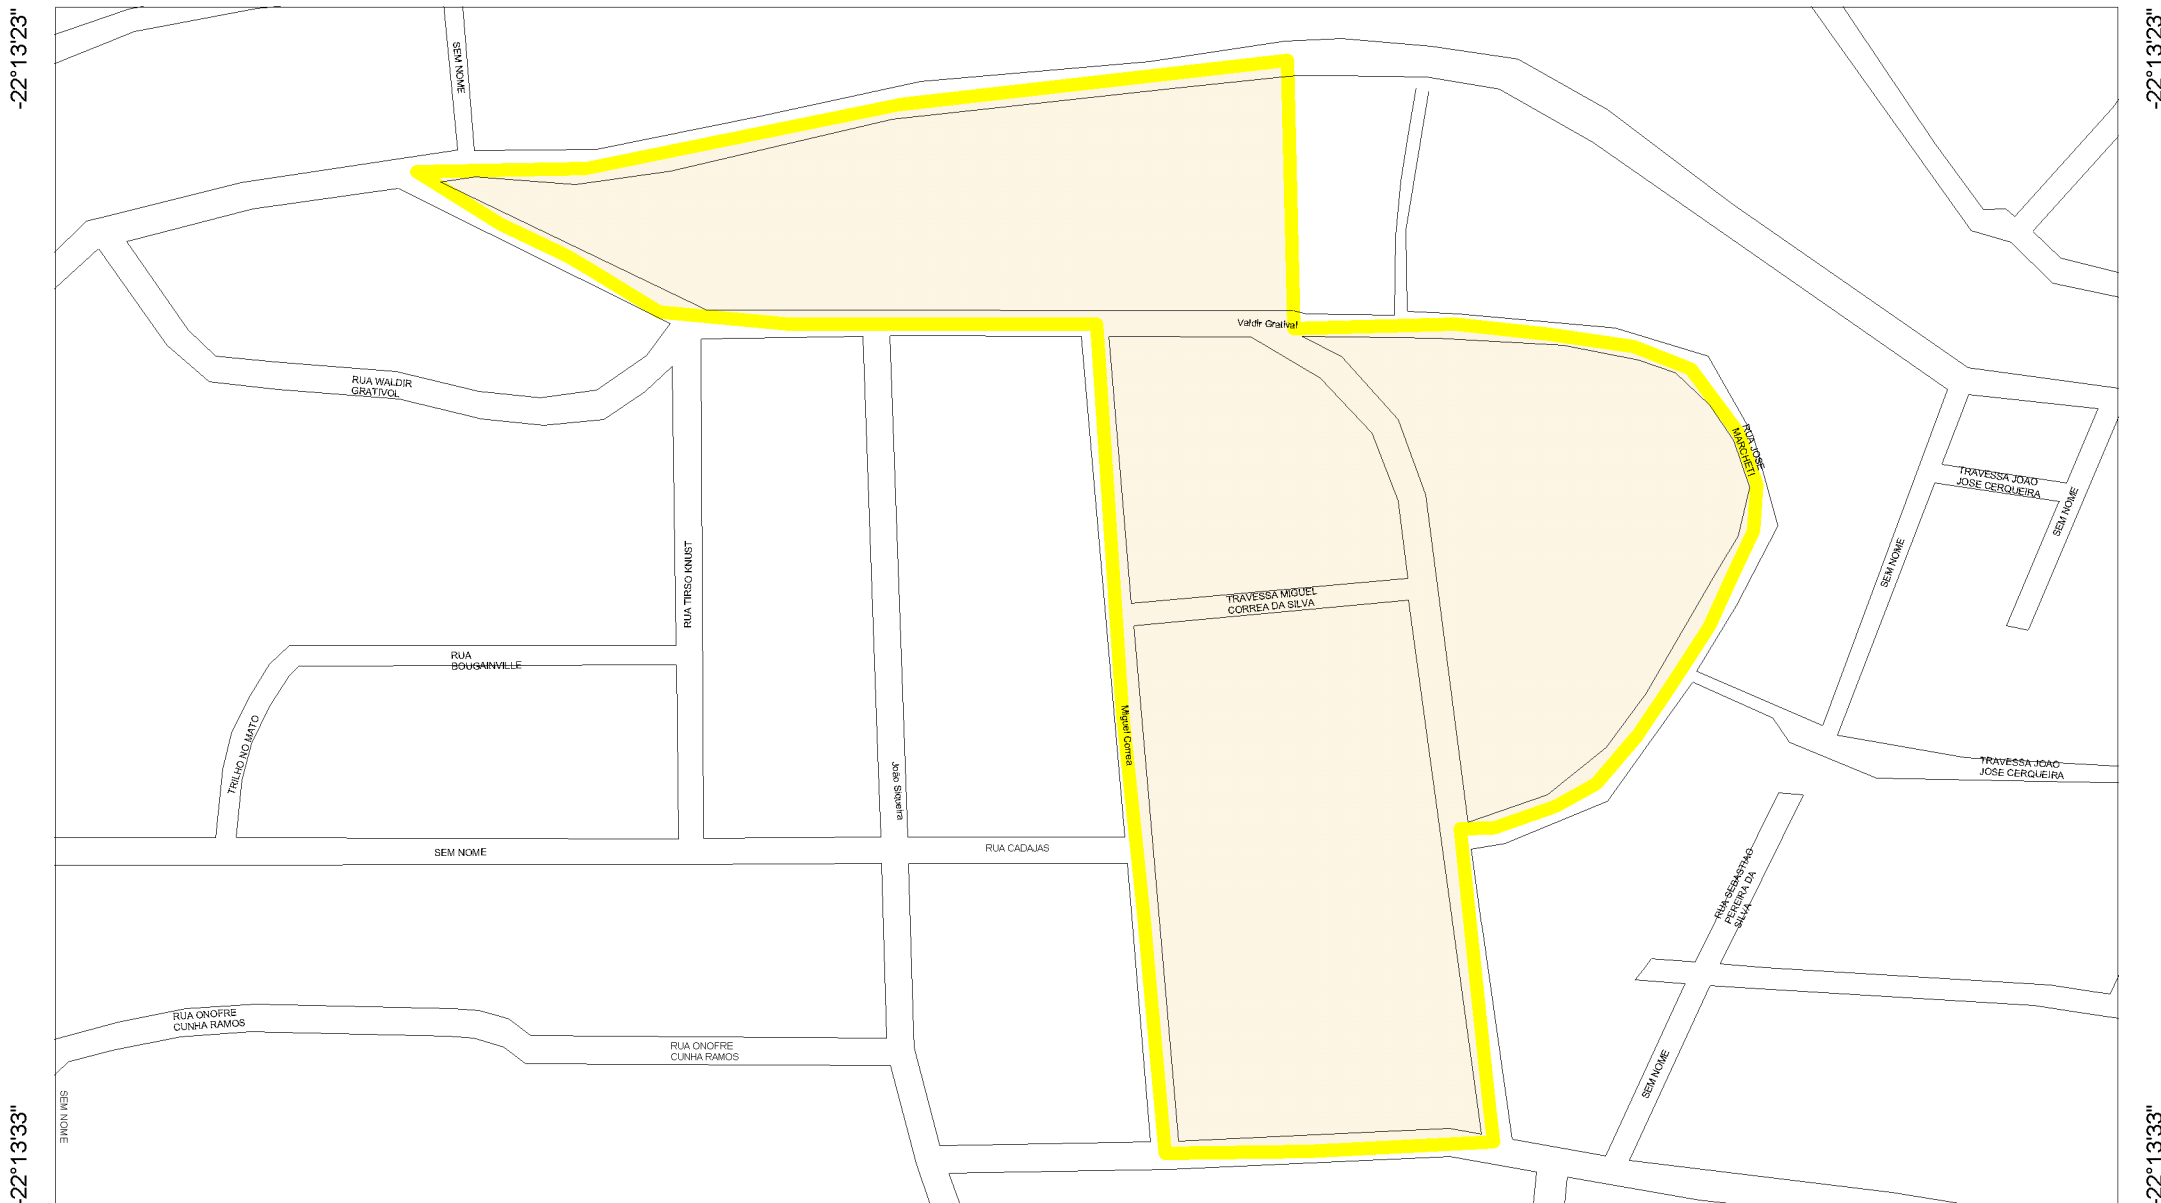 -22°13'23"
-22°13'23"
SEM NOME
Valdir Grativol
RUA WALDIR
GRATIVOL
RUA JOSE
MARCHETI
TRAVESSA JOAO
JOSE CERQUEIRA
SEM NOME
SEM NOME
RUA TIRSO KNUST
TRAVESSA MIGUEL
CORREA DA SILVA
RUA
BOUGAINVILLE
TRILHO NO MATO
Miguel Correa
João Siqueira
TRAVESSA JOAO
JOSE CERQUEIRA
SEM NOME
RUA CADAJAS
RUA SEBASTIAO
PEREIRA DA
SILVA
RUA ONOFRE
CUNHA RAMOS
RUA ONOFRE
CUNHA RAMOS
SEM NOME
SEM NOME
-22°13'33"
-22°13'33"